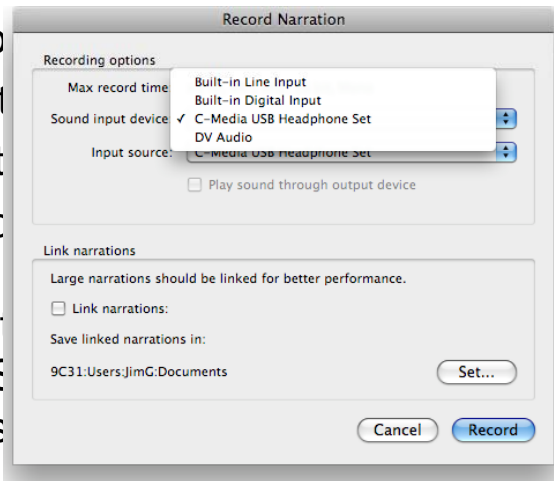 Record Narration
Recording options
Max record time:
Built-in Line Input
Built-in Digital Input
Sound input device: ✓ C-Media USB Headphone Set
DV Audio
Input source: C-Media USB Headphone Set
Play sound through output device
Link narrations
Large narrations should be linked for better performance.
Link narrations:
Save linked narrations in:
9C31:Users:JimG:Documents Set...
Cancel Record